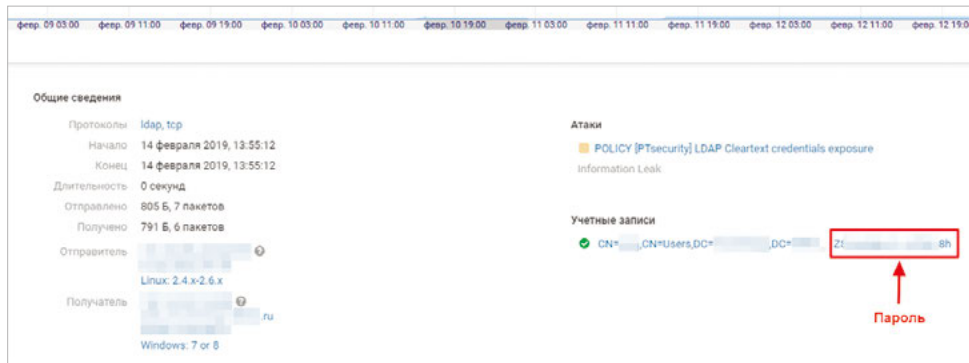 февр. 09 03:00 февр. 09 11:00 февр. 09 19:00 февр. 10 03:00 февр. 10 11:00 февр. 10 19:00 февр. 11 03:00 февр. 11 11:00 февр. 11 19:00 февр. 12 03:00 февр. 12 11:00 февр. 12 19:0
Общие сведения
Протоколы ldap, tcp
Начало 14 февраля 2019, 13:55:12
Конец 14 февраля 2019, 13:55:12
Длительность 0 секунд
Отправлено 805 Б, 7 пакетов
Получено 791 Б, 6 пакетов
Отправитель
Linux: 2.4.x-2.6.x
Получатель
.ru
Windows: 7 or 8
Атаки
POLICY [PTsecurity] LDAP Cleartext credentials exposure
Information Leak
Учетные записи
CN= ,CN=Users,DC= ,DC= 8h
Пароль